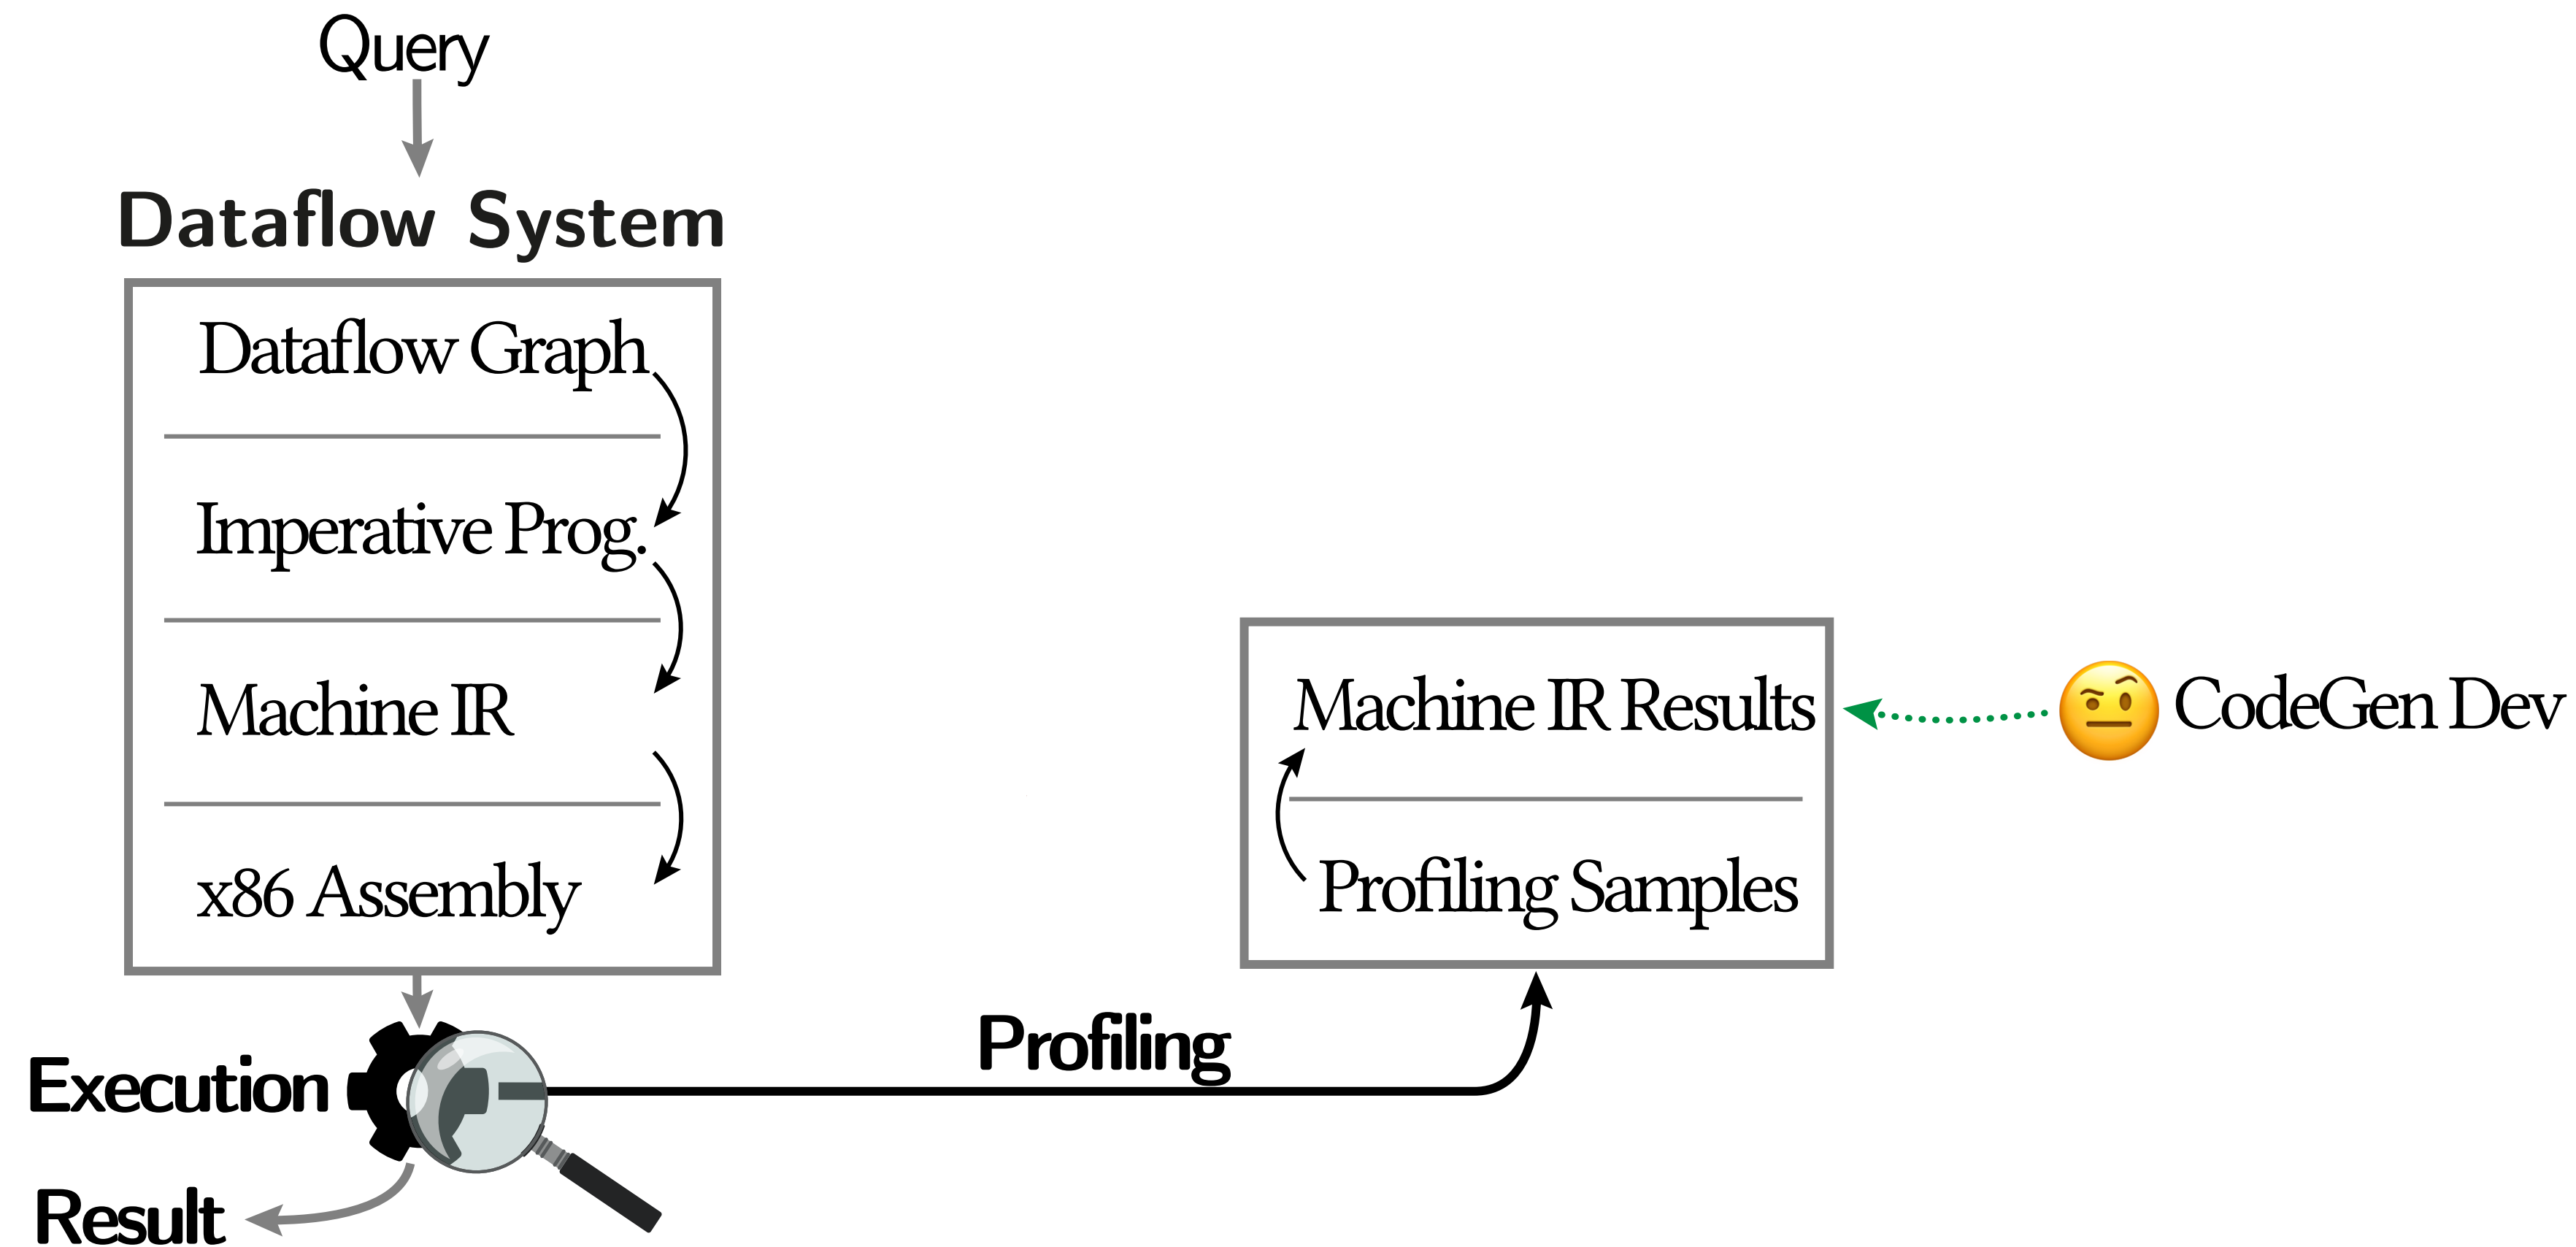 Query
Dataflow System
Dataflow Graph
Imperative Prog.
Machine IR
x86 Assembly
Execution
Result
Profiling
Machine IR Results
Profiling Samples
CodeGen Dev